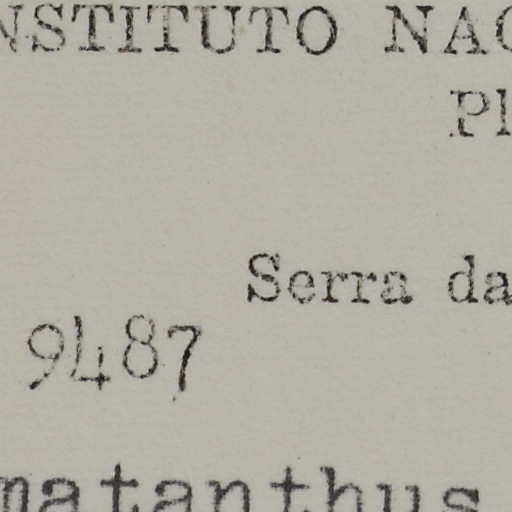 NSTITUTO NAC
Pl
Serra da
9487
matanthus